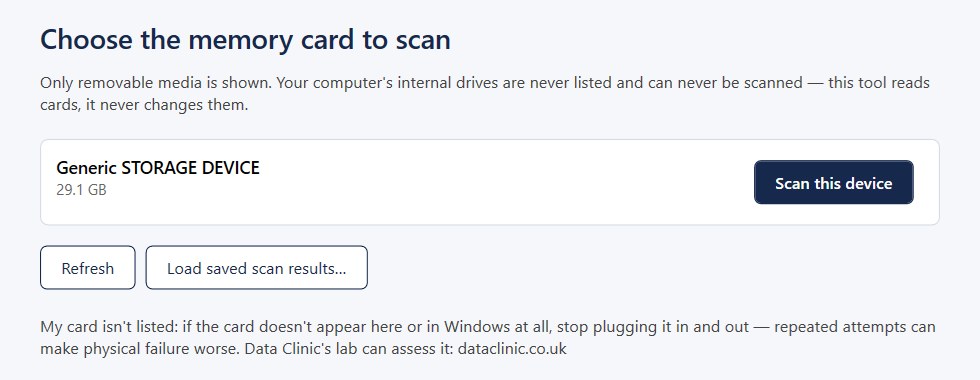 Choose the memory card to scan
Only removable media is shown. Your computer's internal drives are never listed and can never be scanned — this tool reads
cards, it never changes them.
Generic STORAGE DEVICE
29.1 GB
Scan this device
Refresh
Load saved scan results...
My card isn't listed: if the card doesn't appear here or in Windows at all, stop plugging it in and out — repeated attempts can
make physical failure worse. Data Clinic's lab can assess it: dataclinic.co.uk